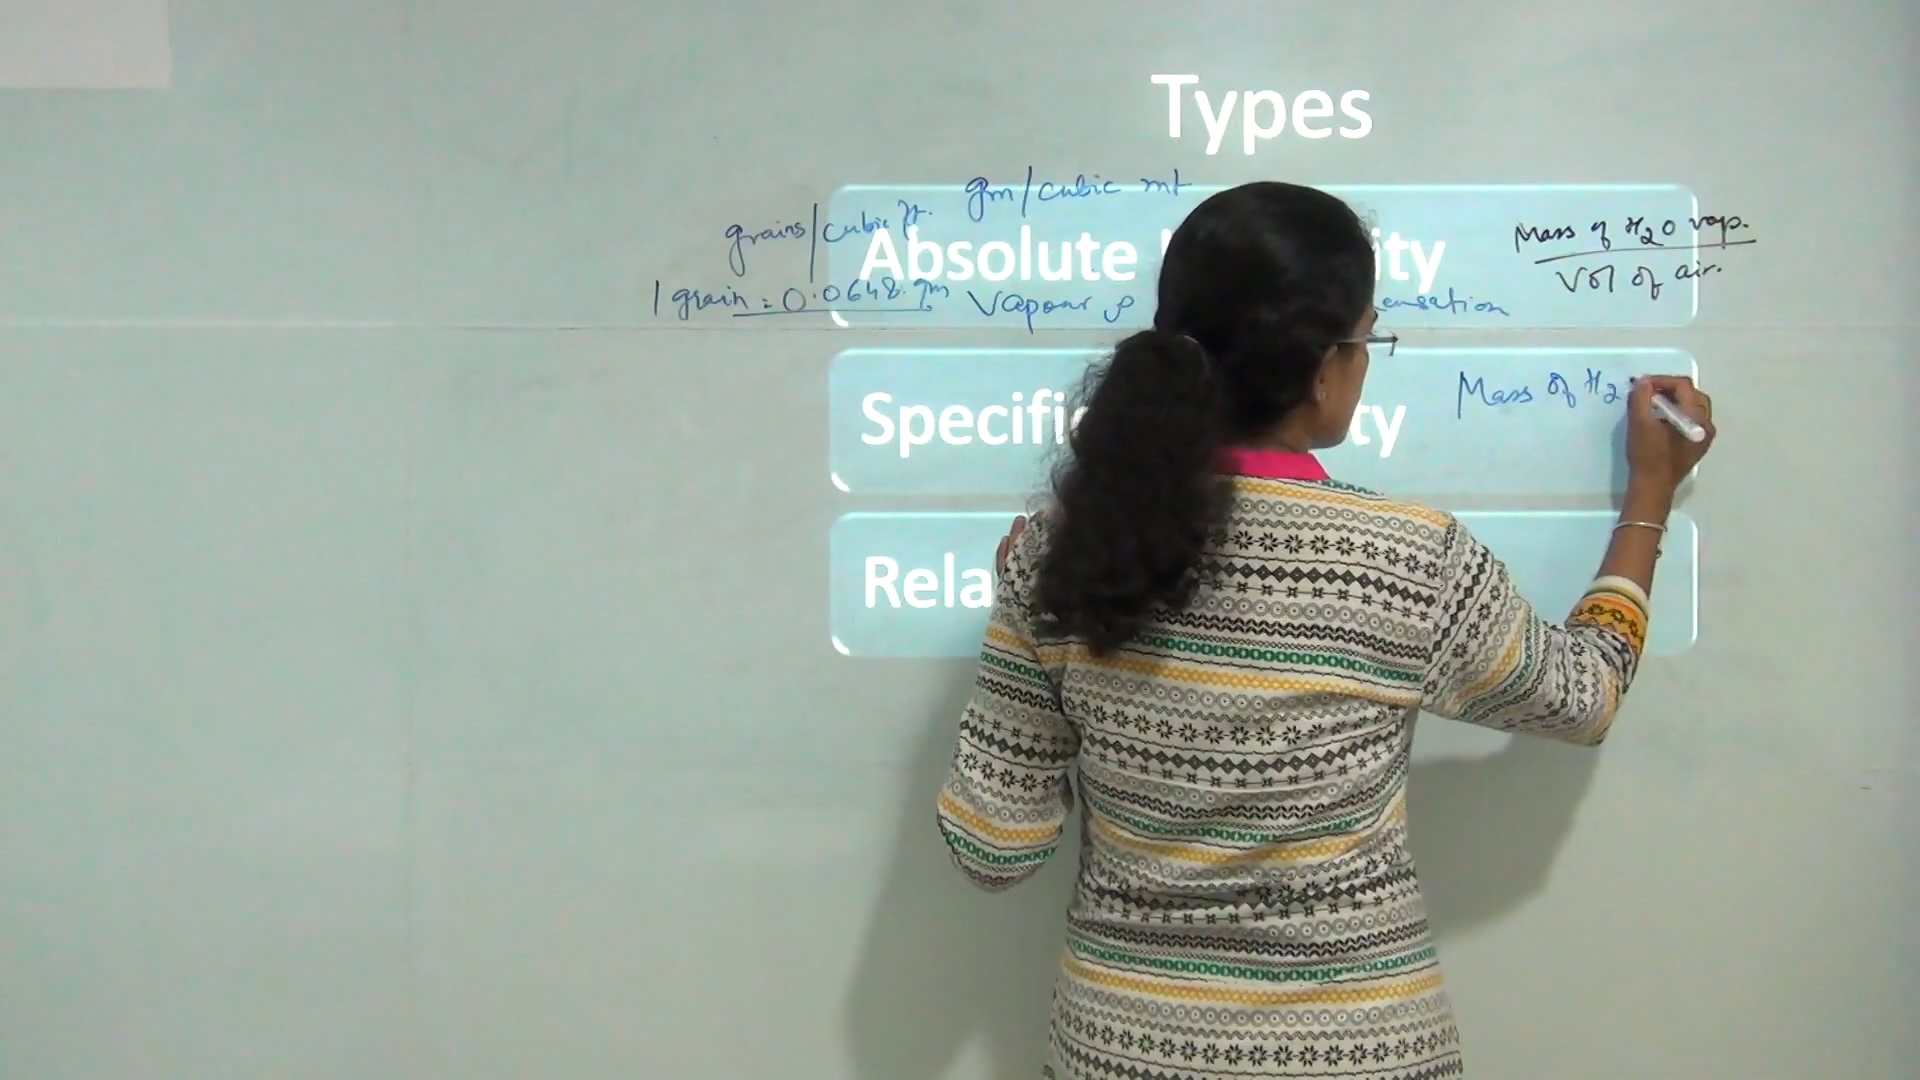 Types
gm/cubic mt
grains/cubic ft.
Absolute ity
Mass of H2O vap.
Vol of air.
1 grain = 0.0648 gm
Vapour ρ ensation
Specific ty
Mass of H2
Rela